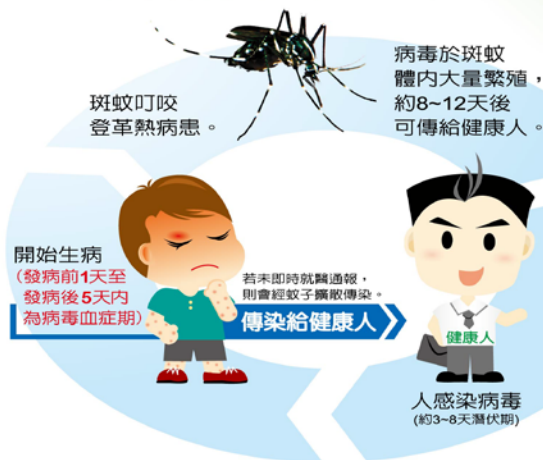 斑蚊叮咬
登革熱病患。
病毒於斑蚊
體內大量繁殖，
約8~12天後
可傳給健康人。
開始生病
(發病前1天至
發病後5天內
為病毒血症期)
若未即時就醫通報，
則會經蚊子擴散傳染。
傳染給健康人
健康人
人感染病毒
(約3~8天潛伏期)